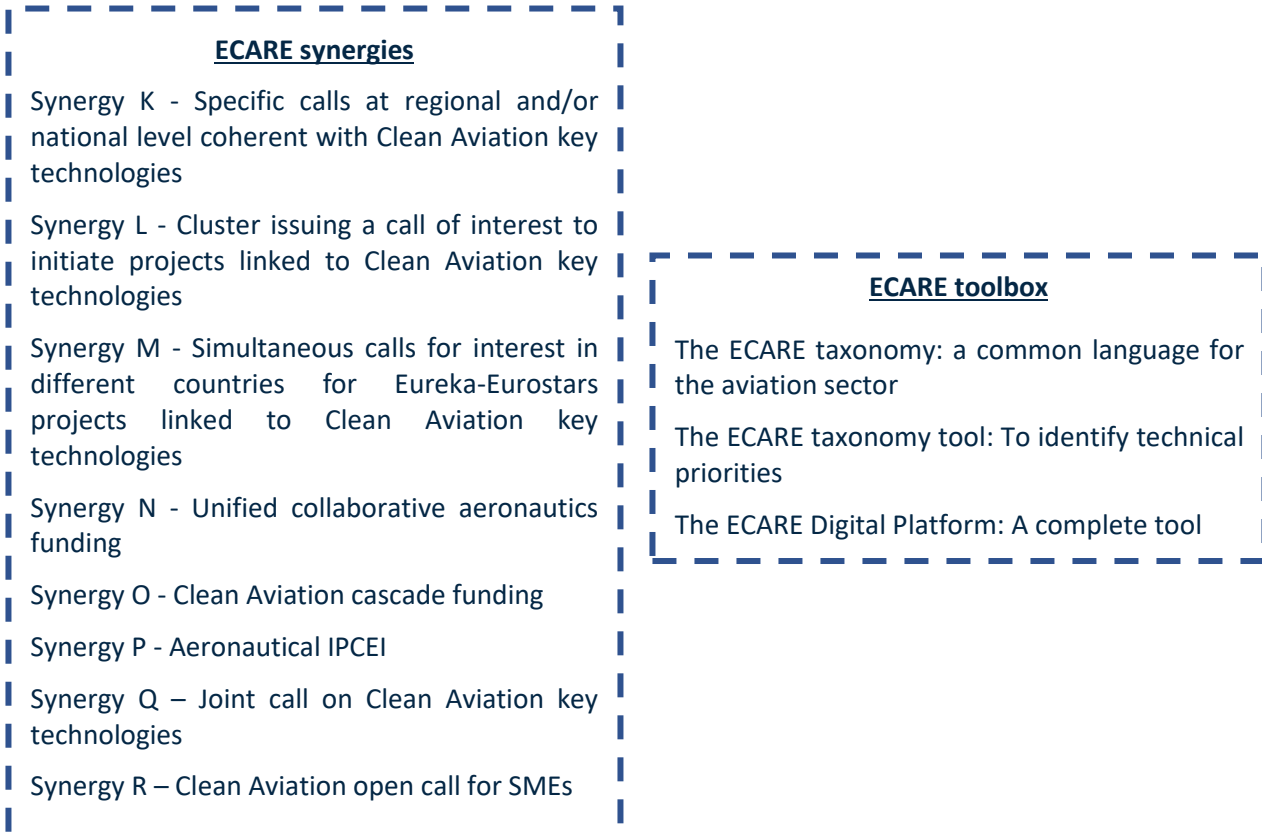 ECARE synergies
Synergy K - Specific calls at regional and/or
national level coherent with Clean Aviation key
technologies
Synergy L - Cluster issuing a call of interest to
initiate projects linked to Clean Aviation key
technologies
Synergy M - Simultaneous calls for interest in
different countries for Eureka-Eurostars
projects linked to Clean Aviation key
technologies
Synergy N - Unified collaborative aeronautics
funding
Synergy O - Clean Aviation cascade funding
Synergy P - Aeronautical IPCEI
Synergy Q – Joint call on Clean Aviation key
technologies
Synergy R – Clean Aviation open call for SMEs
ECARE toolbox
The ECARE taxonomy: a common language for
the aviation sector
The ECARE taxonomy tool: To identify technical
priorities
The ECARE Digital Platform: A complete tool